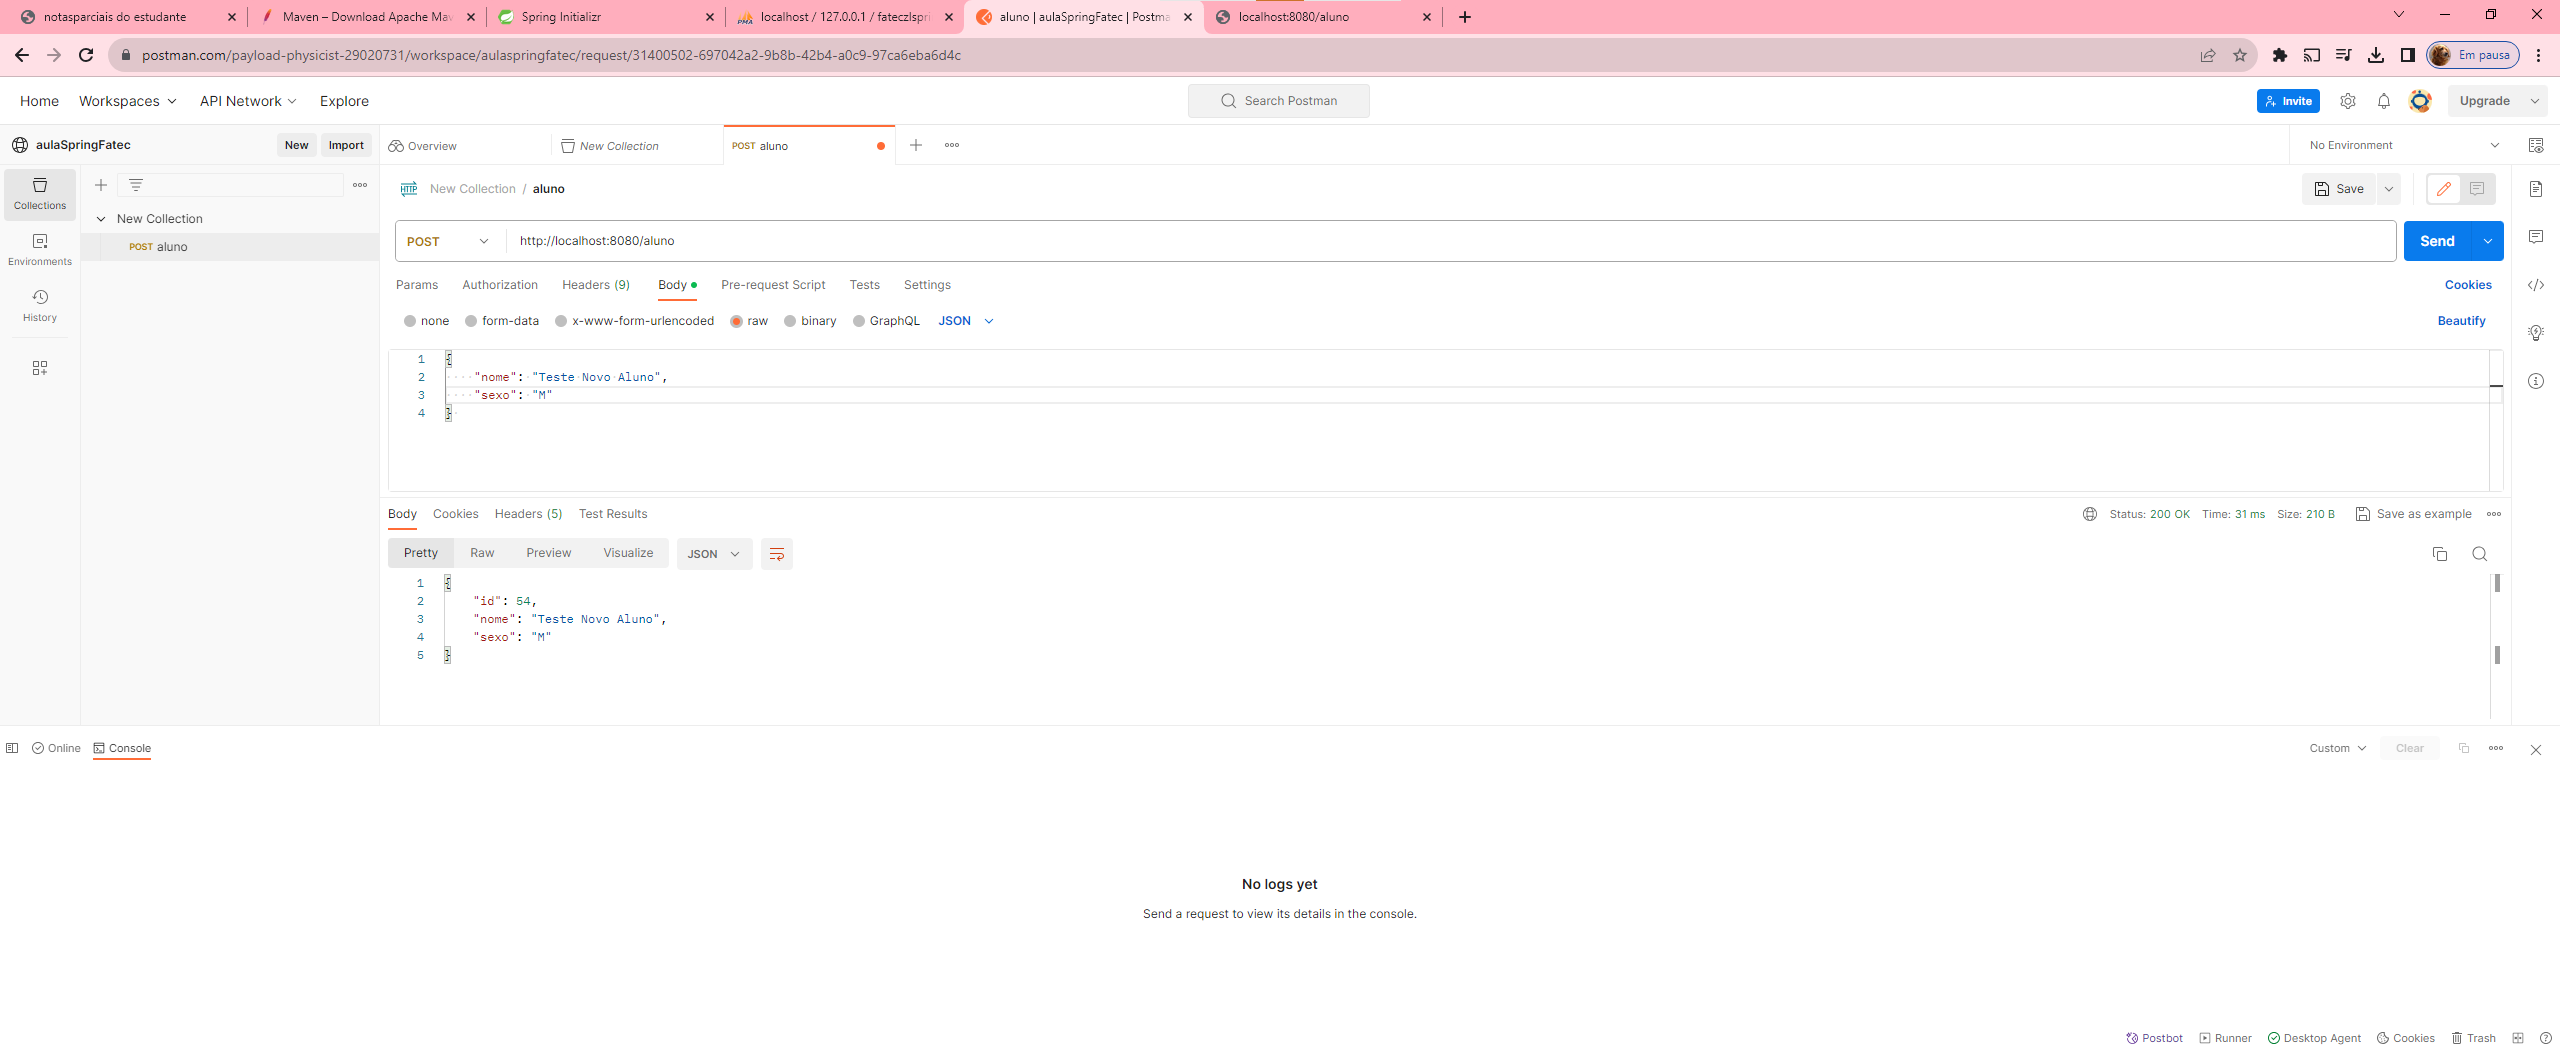 notasparciais do estudante
Maven – Download Apache Mav
Spring Initializr
localhost / 127.0.0.1 / fateczlspri
aluno | aulaSpringFatec | Postma
localhost:8080/aluno
postman.com/payload-physicist-29020731/workspace/aulaspringfatec/request/31400502-697042a2-9b8b-42b4-a0c9-97ca6eba6d4c
Em pausa
Home
Workspaces
API Network
Explore
Search Postman
Invite
Upgrade
aulaSpringFatec
New
Import
Overview
New Collection
POST aluno
No Environment
Collections
Environments
History
New Collection
POST aluno
HTTP
New Collection / aluno
Save
POST
http://localhost:8080/aluno
Send
Params
Authorization
Headers (9)
Body
Pre-request Script
Tests
Settings
Cookies
none
form-data
x-www-form-urlencoded
raw
binary
GraphQL
JSON
Beautify
1 {
2 "nome": "Teste Novo Aluno",
3 "sexo": "M"
4 }
Body
Cookies
Headers (5)
Test Results
Status: 200 OK
Time: 31 ms
Size: 210 B
Save as example
Pretty
Raw
Preview
Visualize
JSON
1 {
2 "id": 54,
3 "nome": "Teste Novo Aluno",
4 "sexo": "M"
5 }
Online
Console
Custom
Clear
No logs yet
Send a request to view its details in the console.
Postbot
Runner
Desktop Agent
Cookies
Trash